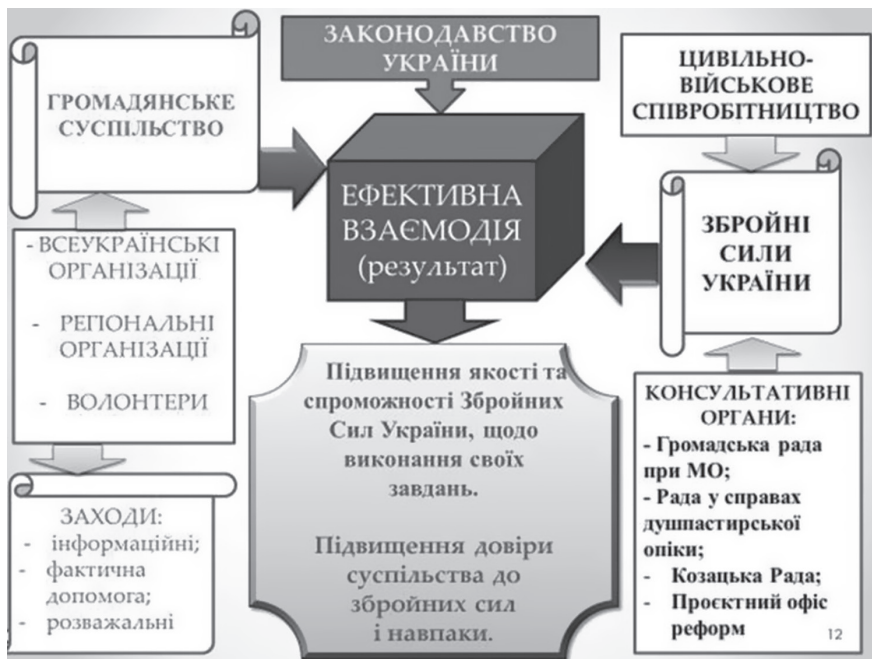 ГРОМАДЯНСЬКЕ
СУСПІЛЬСТВО
ЗАКОНОДАВСТВО
УКРАЇНИ
ЦИВІЛЬНО-
ВІЙСЬКОВЕ
СПІВРОБІТНИЦТВО
ЕФЕКТИВНА
ВЗАЄМОДІЯ
(результат)
ЗБРОЙНІ
СИЛИ
УКРАЇНИ
- ВСЕУКРАЇНСЬКІ
ОРГАНІЗАЦІЇ
- РЕГІОНАЛЬНІ
ОРГАНІЗАЦІЇ
- ВОЛОНТЕРИ
ЗАХОДИ:
- інформаційні;
- фактична
допомога;
- розважальні
Підвищення якості та
спроможності Збройних
Сил України, щодо
виконання своїх
завдань.
Підвищення довіри
суспільства до
збройних сил
і навпаки.
КОНСУЛЬТАТИВНІ
ОРГАНИ:
- Громадська рада
при МО;
- Рада у справах
душпастирської
опіки;
- Козацька Рада;
- Проєктний офіс
реформ
12